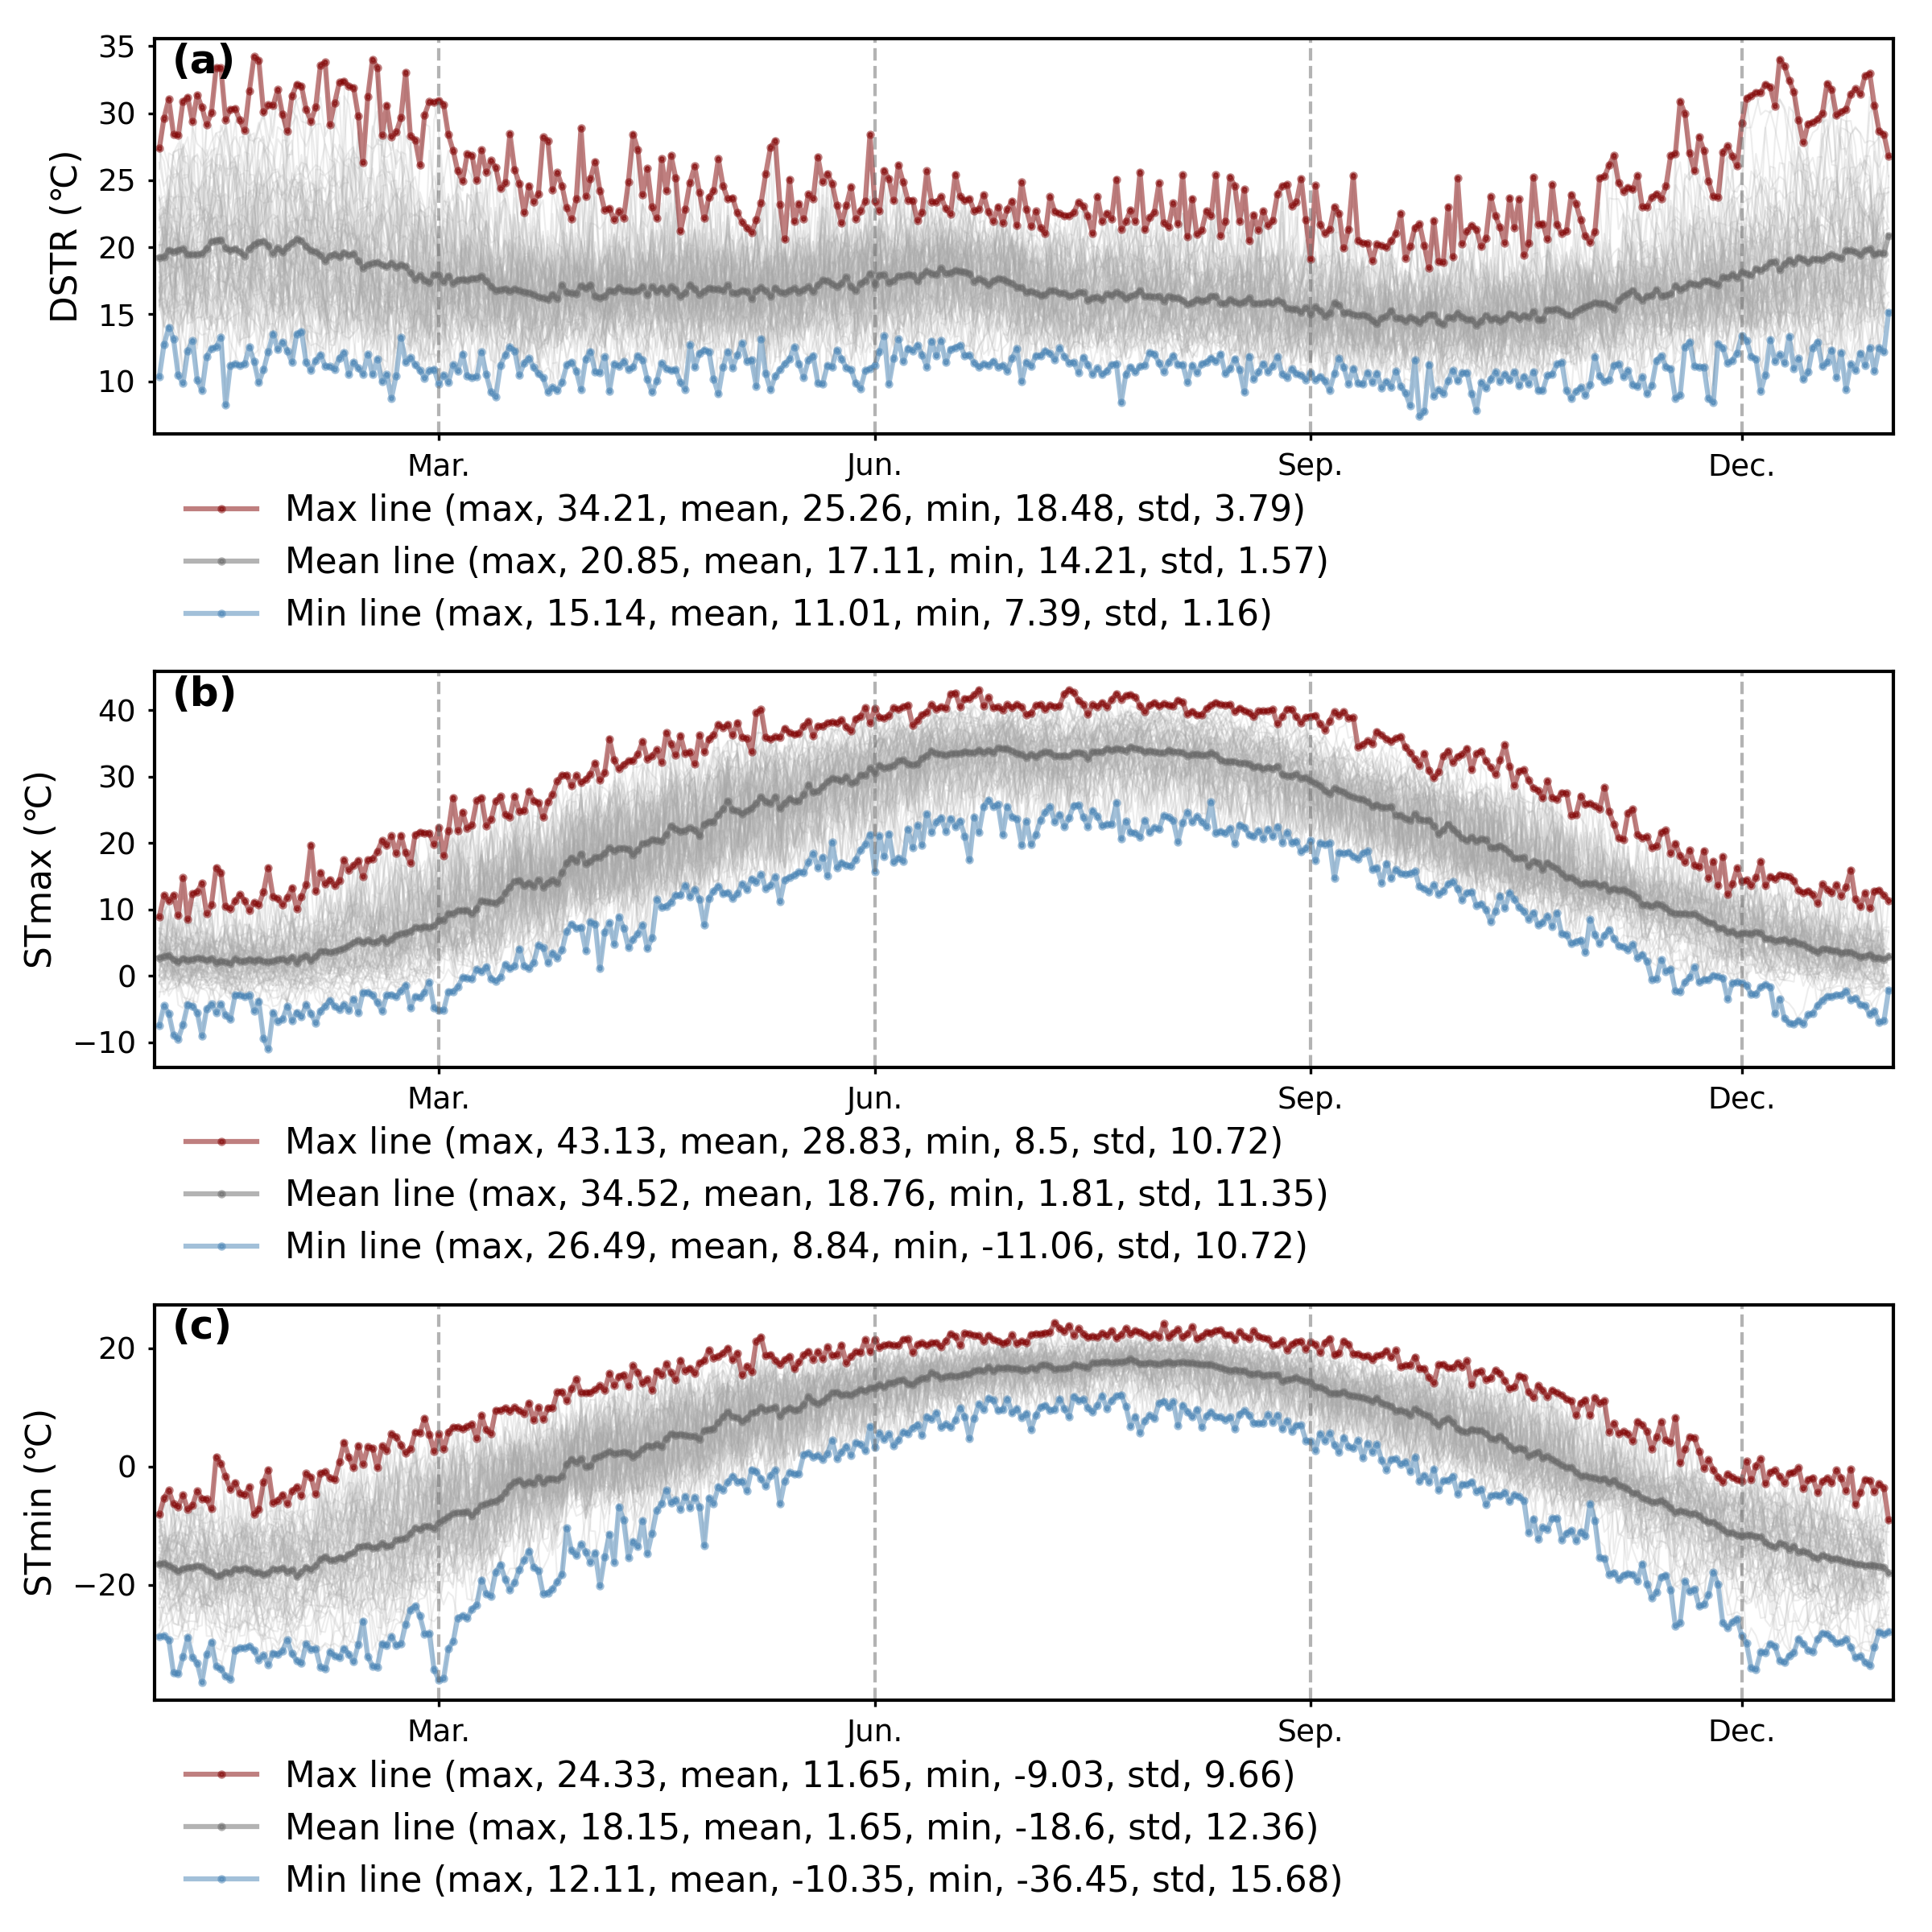 (a)
35
30
25
20
15
10
DSTR (℃)
Mar. Jun. Sep. Dec.
Max line (max, 34.21, mean, 25.26, min, 18.48, std, 3.79)
Mean line (max, 20.85, mean, 17.11, min, 14.21, std, 1.57)
Min line (max, 15.14, mean, 11.01, min, 7.39, std, 1.16)
(b)
40
30
20
10
0
−10
STmax (℃)
Mar. Jun. Sep. Dec.
Max line (max, 43.13, mean, 28.83, min, 8.5, std, 10.72)
Mean line (max, 34.52, mean, 18.76, min, 1.81, std, 11.35)
Min line (max, 26.49, mean, 8.84, min, -11.06, std, 10.72)
(c)
20
0
−20
STmin (℃)
Mar. Jun. Sep. Dec.
Max line (max, 24.33, mean, 11.65, min, -9.03, std, 9.66)
Mean line (max, 18.15, mean, 1.65, min, -18.6, std, 12.36)
Min line (max, 12.11, mean, -10.35, min, -36.45, std, 15.68)